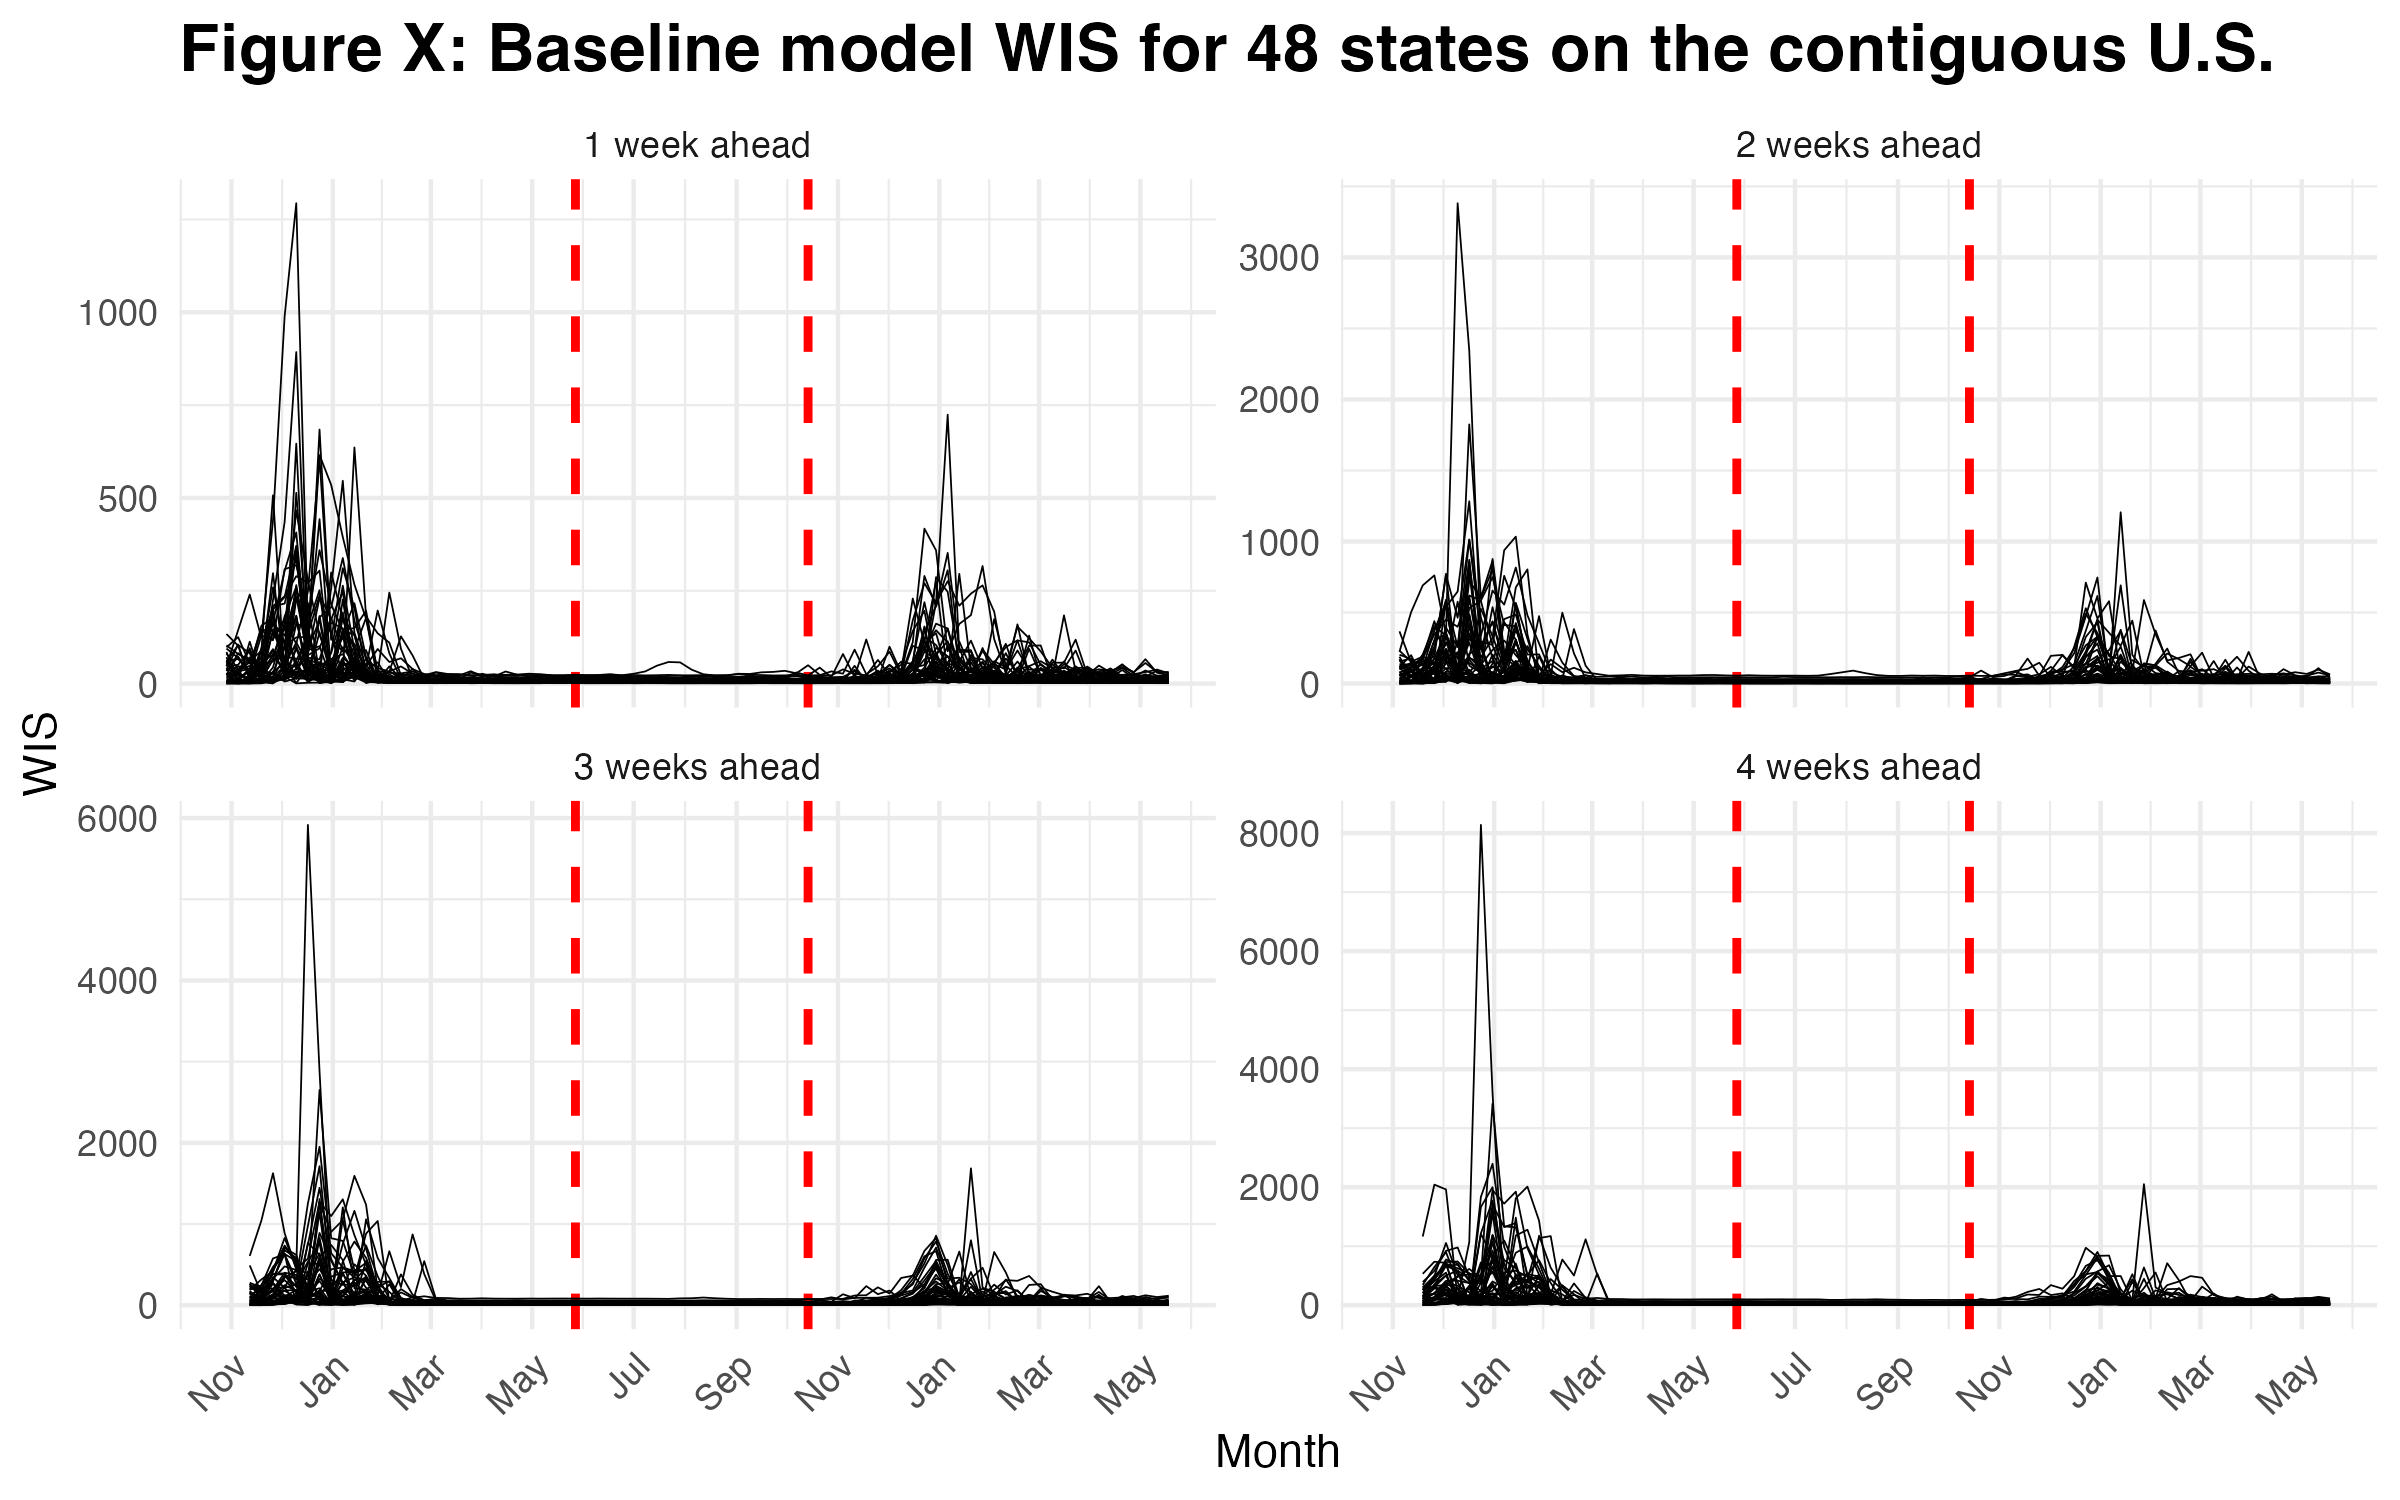 Figure X: Baseline model WIS for 48 states on the contiguous U.S.
1 week ahead
2 weeks ahead
1000
500
0
3000
2000
1000
0
WIS
3 weeks ahead
4 weeks ahead
6000
4000
2000
0
8000
6000
4000
2000
0
Nov Jan Mar May Jul Sep Nov Jan Mar May
Nov Jan Mar May Jul Sep Nov Jan Mar May
Month